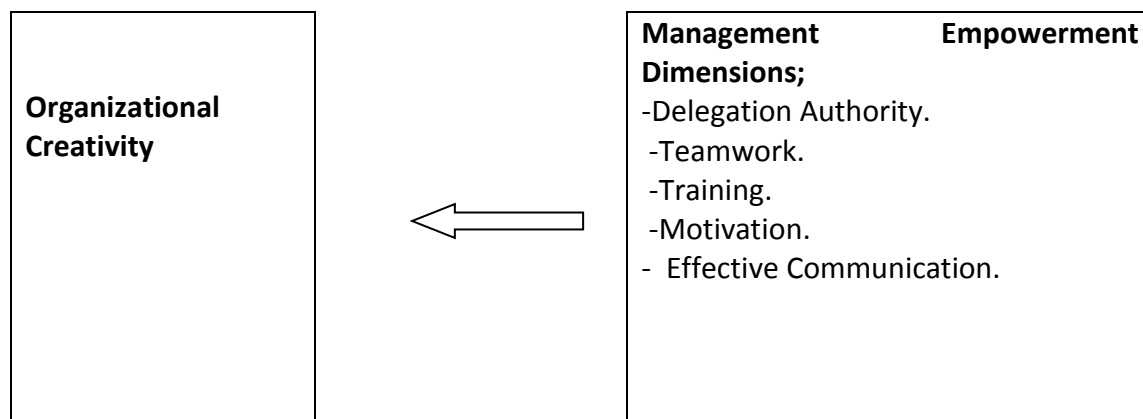 Organizational
Creativity
Management Empowerment
Dimensions;
-Delegation Authority.
-Teamwork.
-Training.
-Motivation.
- Effective Communication.